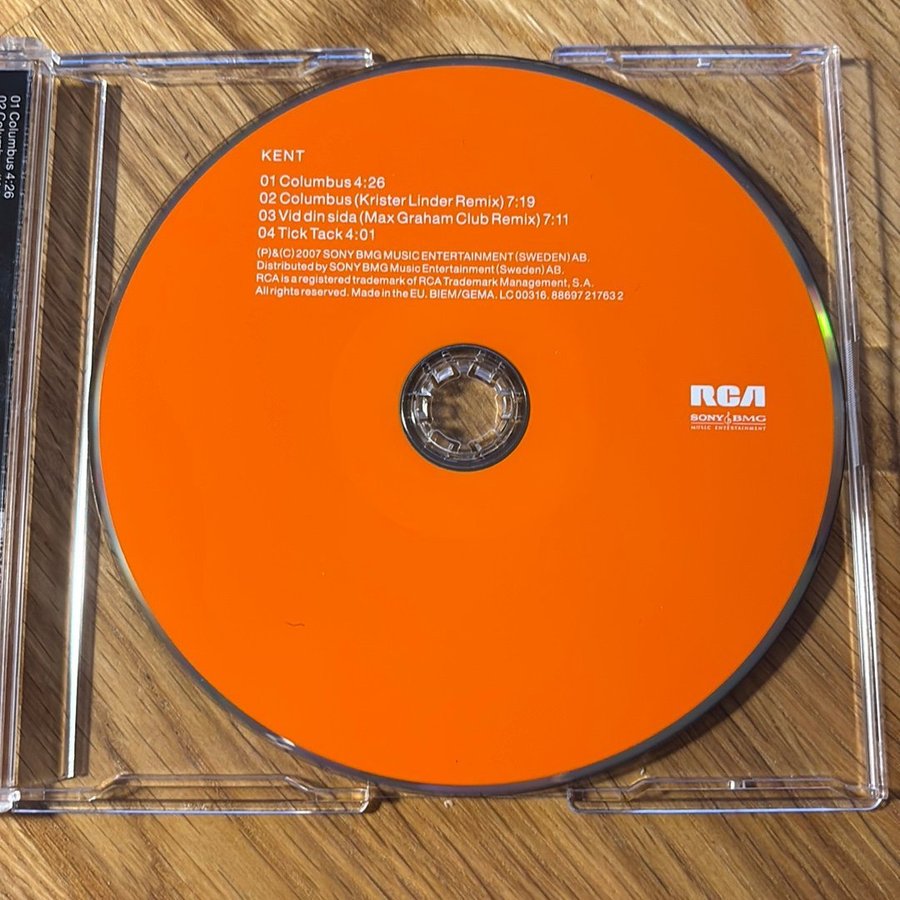 KENT
01 Columbus 4:26
02 Columbus (Krister Linder Remix) 7:19
03 Vid din sida (Max Graham Club Remix) 7:11
04 Tick Tack 4:01
(P)&(C) 2007 SONY BMG MUSIC ENTERTAINMENT (SWEDEN) AB.
Distributed by SONY BMG Music Entertainment (Sweden) AB.
RCA is a registered trademark of RCA Trademark Management, S.A.
All rights reserved. Made in the EU. BIEM/GEMA. LC 00316. 88697 21763 2
RCA
SONY BMG
MUSIC ENTERTAINMENT
01 Columbus 4:26